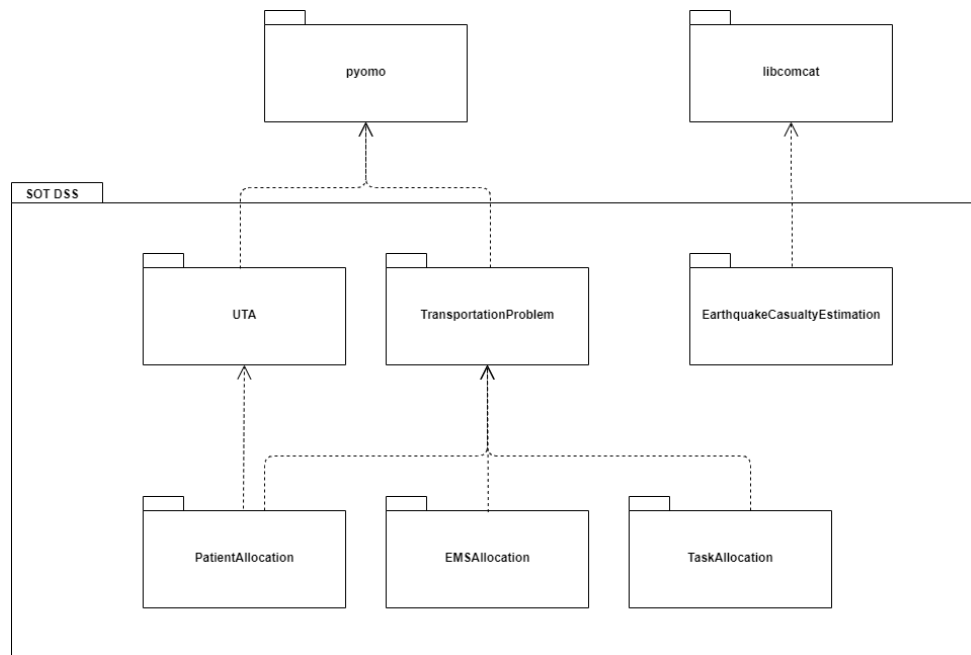 pyomo
libcomcat
SOT DSS
UTA
TransportationProblem
EarthquakeCasualtyEstimation
PatientAllocation
EMSAllocation
TaskAllocation